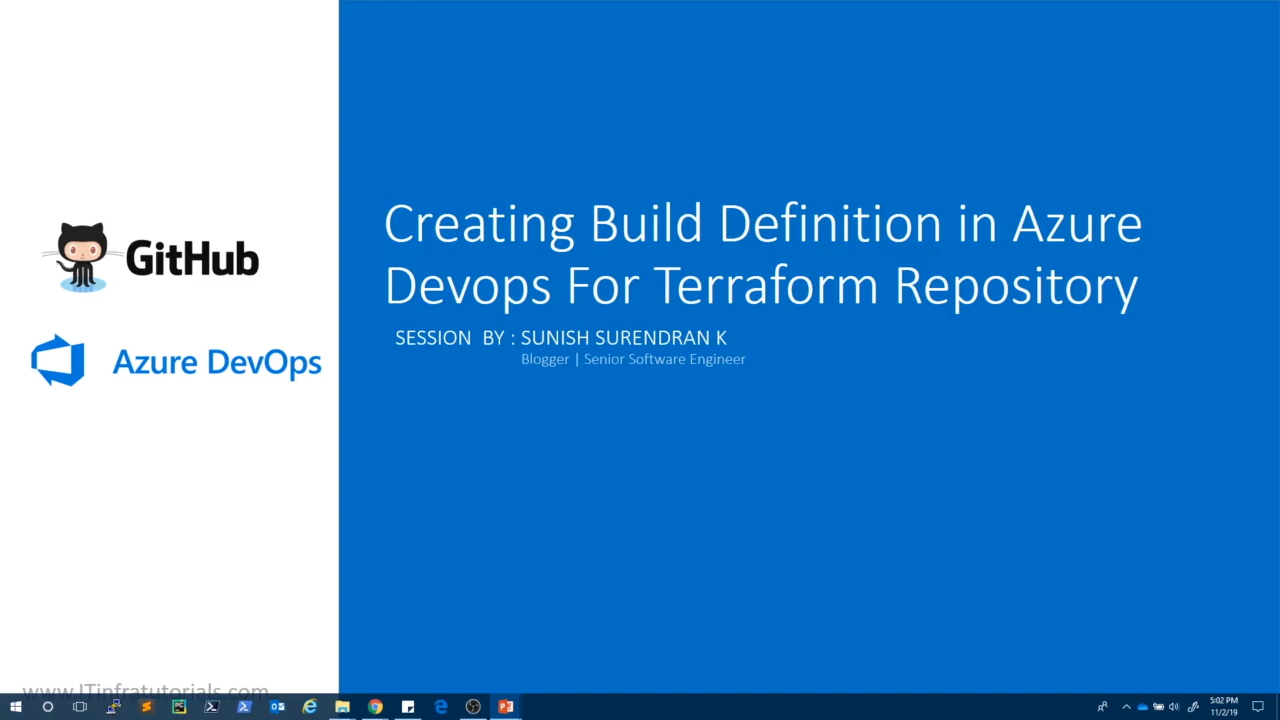 GitHub
Azure DevOps
Creating Build Definition in Azure
Devops For Terraform Repository
SESSION BY : SUNISH SURENDRAN K
Blogger | Senior Software Engineer
www.ITinfratutorials.com
5:02 PM
11/2/19